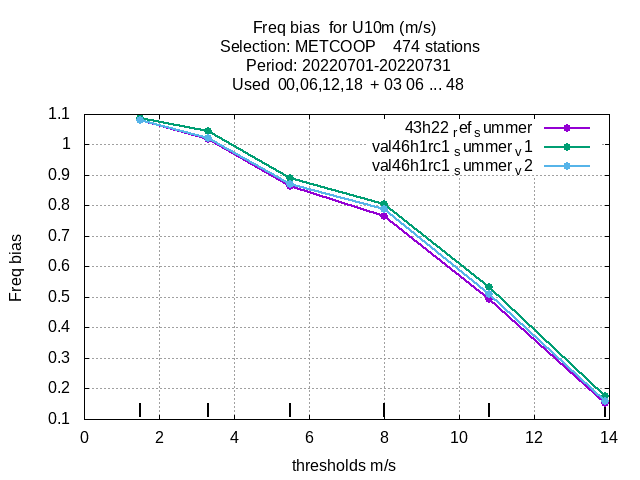 Freq bias  for U10m (m/s)
Selection: METCOOP    474 stations
Period: 20220701-20220731
Used  00,06,12,18  + 03 06 ... 48
43h22 ref summer
val46h1rc1 summer v1
val46h1rc1 summer v2
Freq bias
1.1
1
0.9
0.8
0.7
0.6
0.5
0.4
0.3
0.2
0.1
0 2 4 6 8 10 12 14
thresholds m/s